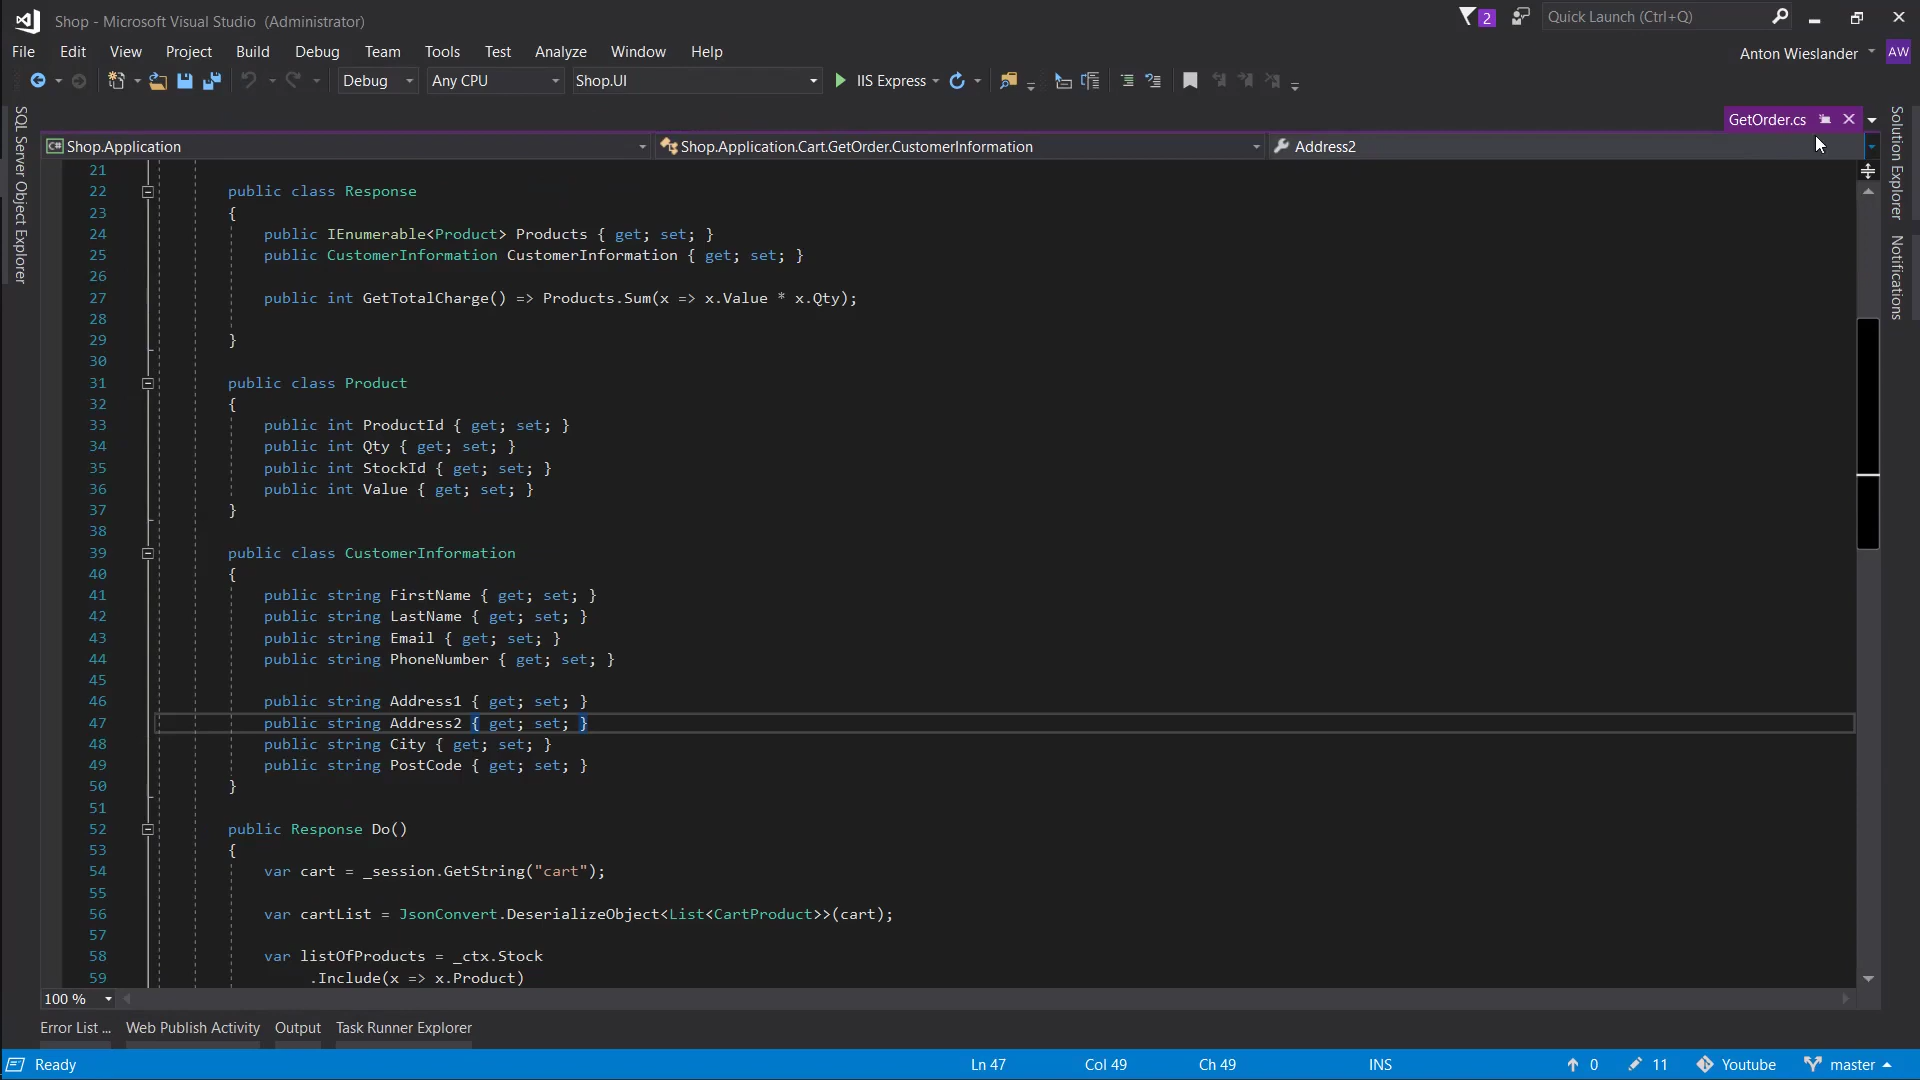 Shop - Microsoft Visual Studio (Administrator)
2
Quick Launch (Ctrl+Q)
File Edit View Project Build Debug Team Tools Test Analyze Window Help
Anton Wieslander AW
Debug Any CPU Shop.UI IIS Express
SQL Server Object Explorer
GetOrder.cs
Solution Explorer
Notifications
C# Shop.Application Shop.Application.Cart.GetOrder.CustomerInformation Address2
21
22 public class Response
23 {
24 public IEnumerable<Product> Products { get; set; }
25 public CustomerInformation CustomerInformation { get; set; }
26
27 public int GetTotalCharge() => Products.Sum(x => x.Value * x.Qty);
28
29 }
30
31 public class Product
32 {
33 public int ProductId { get; set; }
34 public int Qty { get; set; }
35 public int StockId { get; set; }
36 public int Value { get; set; }
37 }
38
39 public class CustomerInformation
40 {
41 public string FirstName { get; set; }
42 public string LastName { get; set; }
43 public string Email { get; set; }
44 public string PhoneNumber { get; set; }
45
46 public string Address1 { get; set; }
47 public string Address2 { get; set; }
48 public string City { get; set; }
49 public string PostCode { get; set; }
50 }
51
52 public Response Do()
53 {
54 var cart = _session.GetString("cart");
55
56 var cartList = JsonConvert.DeserializeObject<List<CartProduct>>(cart);
57
58 var listOfProducts = _ctx.Stock
59 .Include(x => x.Product)
100 %
Error List ... Web Publish Activity Output Task Runner Explorer
Ready Ln 47 Col 49 Ch 49 INS 0 11 Youtube master